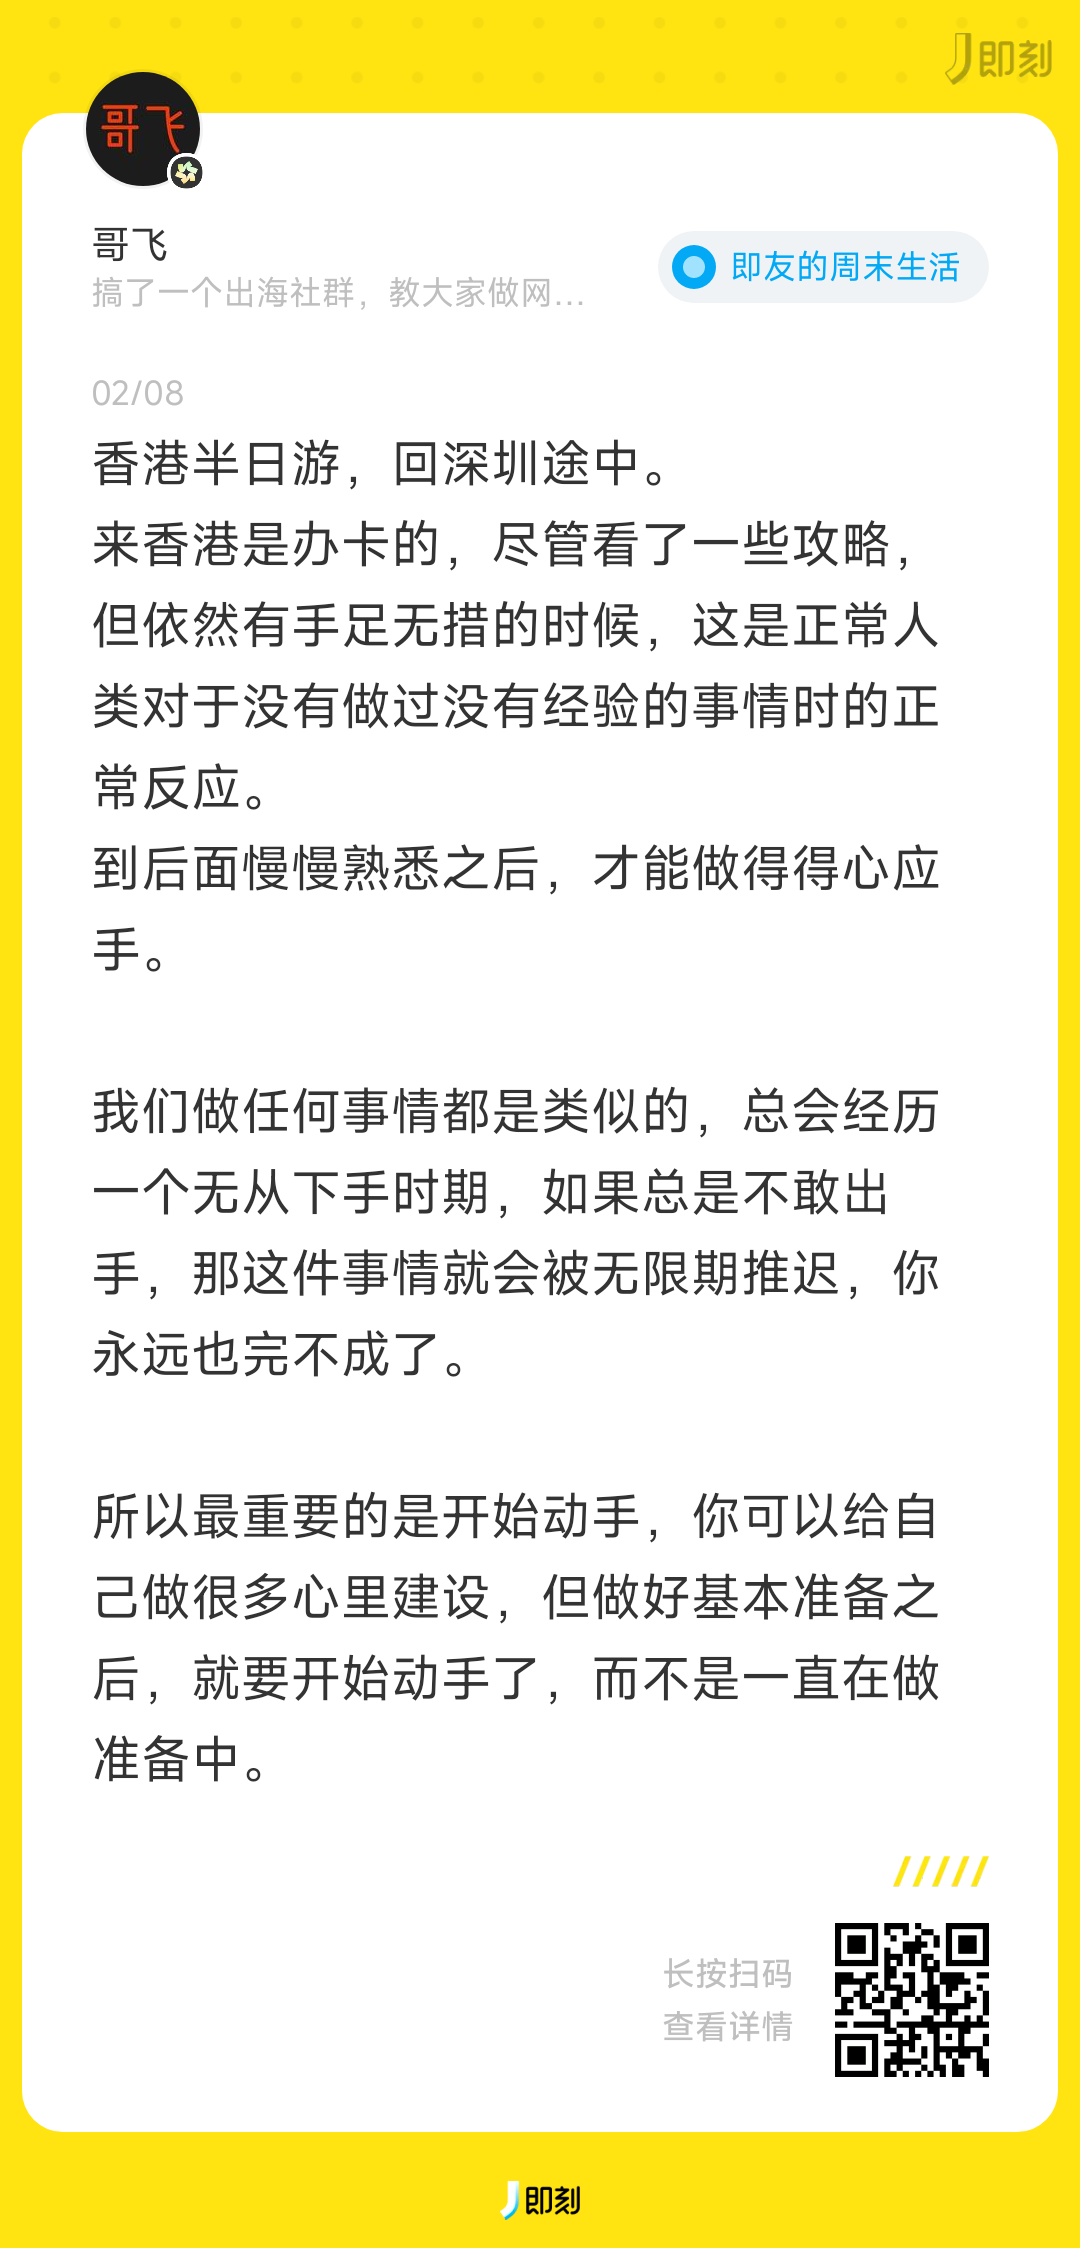 即刻
哥飞
哥飞
搞了一个出海社群，教大家做网...
即友的周末生活
02/08
香港半日游，回深圳途中。
来香港是办卡的，尽管看了一些攻略，
但依然有手足无措的时候，这是正常人
类对于没有做过没有经验的事情时的正
常反应。
到后面慢慢熟悉之后，才能做得得心应
手。
我们做任何事情都是类似的，总会经历
一个无从下手时期，如果总是不敢出
手，那这件事情就会被无限期推迟，你
永远也完不成了。
所以最重要的是开始动手，你可以给自
己做很多心里建设，但做好基本准备之
后，就要开始动手了，而不是一直在做
准备中。
长按扫码
查看详情
即刻